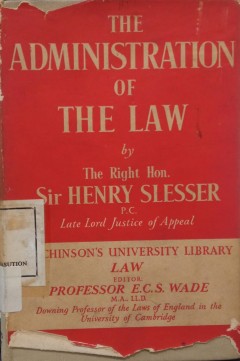 THE
ADMINISTRATION
OF
THE LAW
by
The Right Hon.
Sir HENRY SLESSER
P.C.
Late Lord Justice of Appeal
CHINSON'S UNIVERSITY LIBRARY
LAW
EDITOR
PROFESSOR E.C.S. WADE
M.A., LL.D.
Downing Professor of the Laws of England in the
University of Cambridge
BUTION